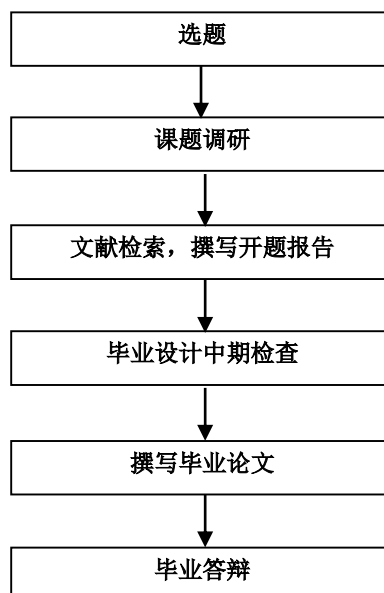 选题
课题调研
文献检索，撰写开题报告
毕业设计中期检查
撰写毕业论文
毕业答辩